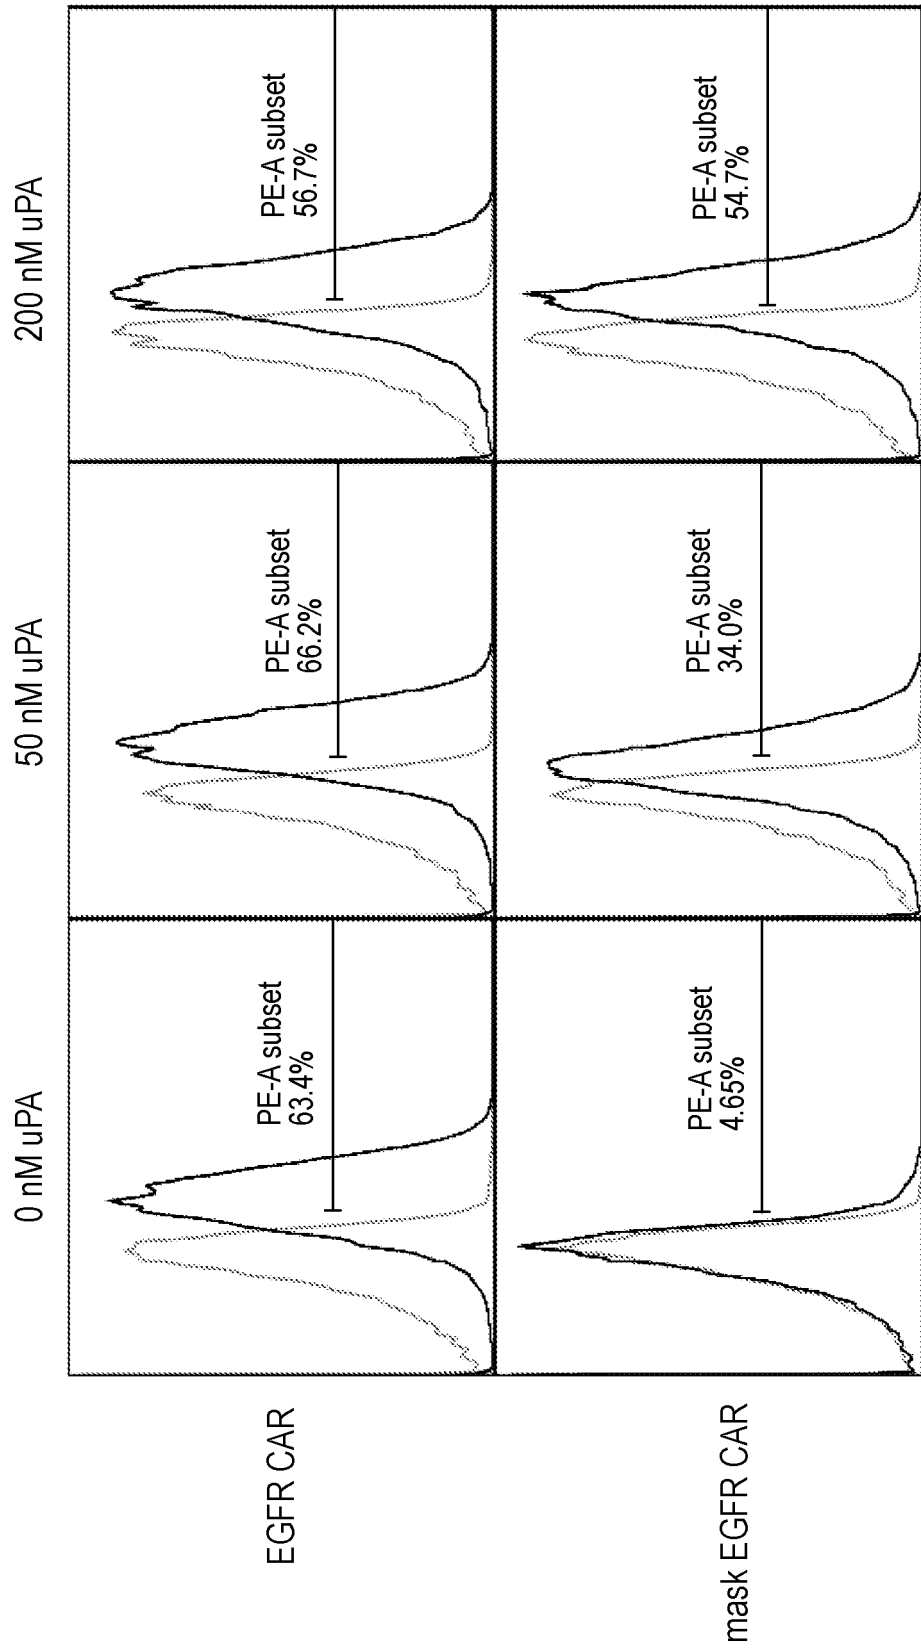 0 nM uPA
50 nM uPA
200 nM uPA
EGFR CAR
PE-A subset
63.4%
PE-A subset
66.2%
PE-A subset
56.7%
mask EGFR CAR
PE-A subset
4.65%
PE-A subset
34.0%
PE-A subset
54.7%